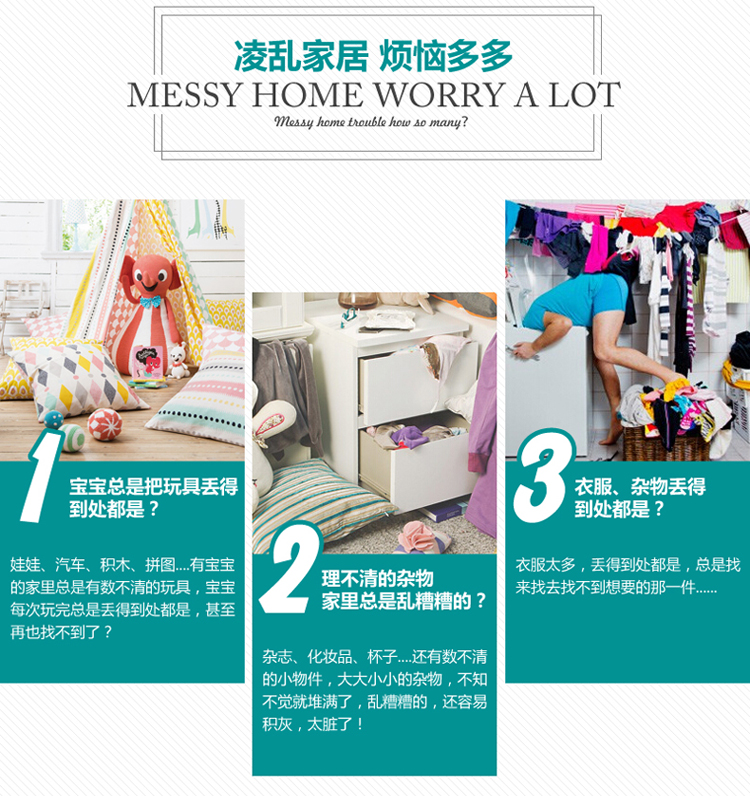 凌乱家居 烦恼多多
MESSY HOME WORRY A LOT
Messy home trouble how so many?
1
宝宝总是把玩具丢得
到处都是？
娃娃、汽车、积木、拼图....有宝宝
的家里总是有数不清的玩具，宝宝
每次玩完总是丢得到处都是，甚至
再也找不到了？
2
理不清的杂物
家里总是乱糟糟的？
杂志、化妆品、杯子....还有数不清
的小物件，大大小小的杂物，不知
不觉就堆满了，乱糟糟的，还容易
积灰，太脏了！
3
衣服、杂物丢得
到处都是？
衣服太多，丢得到处都是，总是找
来找去找不到想要的那一件......